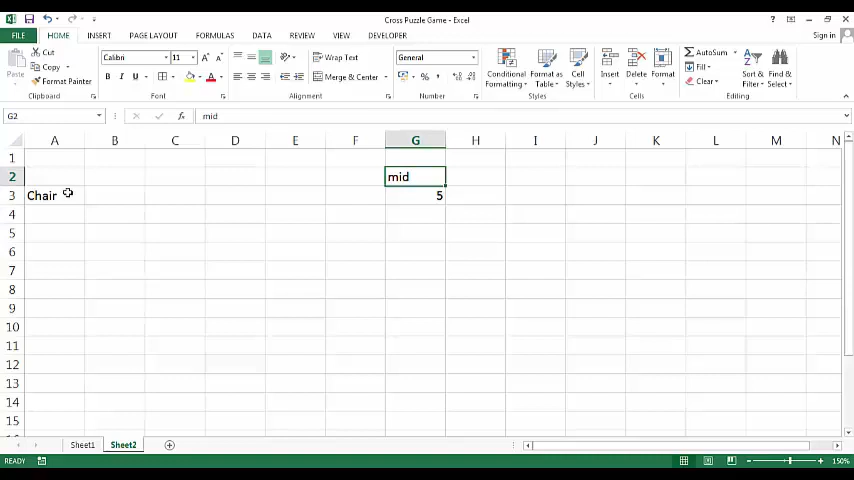 Cross Puzzle Game - Excel
FILE HOME INSERT PAGE LAYOUT FORMULAS DATA REVIEW VIEW DEVELOPER Sign in
Paste Cut Copy Format Painter
Calibri 11
B I U A
Wrap Text
Merge & Center
General
$ % ,
Conditional Formatting Format as Table Cell Styles
Insert Delete Format
AutoSum Fill Clear
Sort & Filter Find & Select
Clipboard Font Alignment Number Styles Cells Editing
G2 fx mid
A B C D E F G H I J K L M N
1
2 mid
3 Chair 5
4
5
6
7
8
9
10
11
12
13
14
15
Sheet1 Sheet2
READY 150%